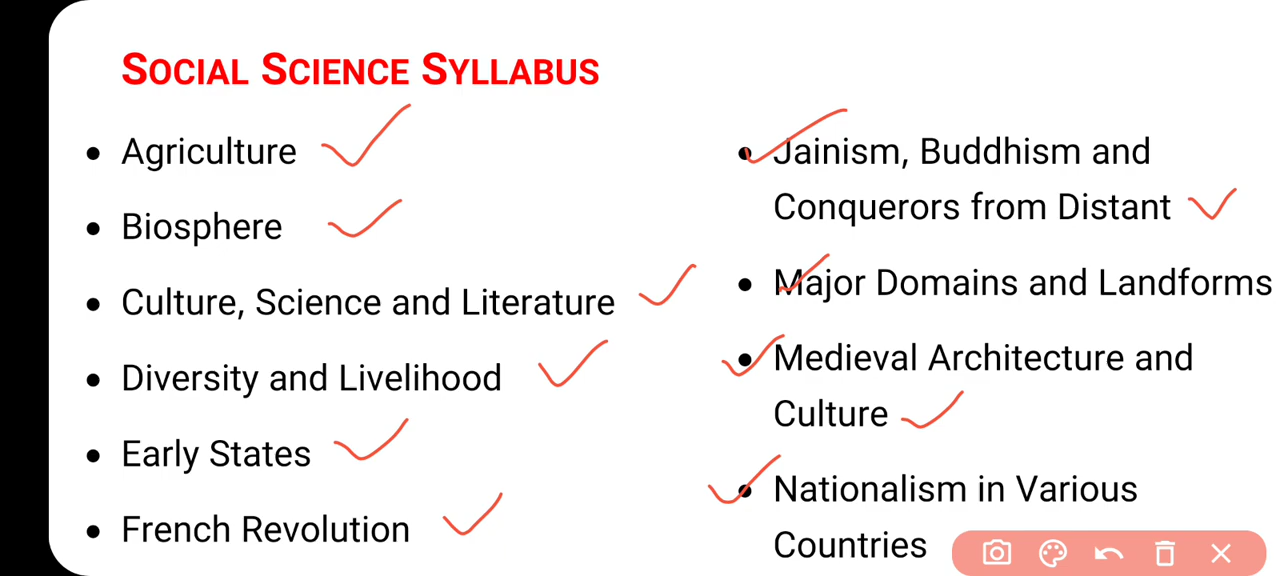 SOCIAL SCIENCE SYLLABUS
• Agriculture
• Biosphere
• Culture, Science and Literature
• Diversity and Livelihood
• Early States
• French Revolution
• Jainism, Buddhism and
Conquerors from Distant
• Major Domains and Landforms
• Medieval Architecture and
Culture
• Nationalism in Various
Countries